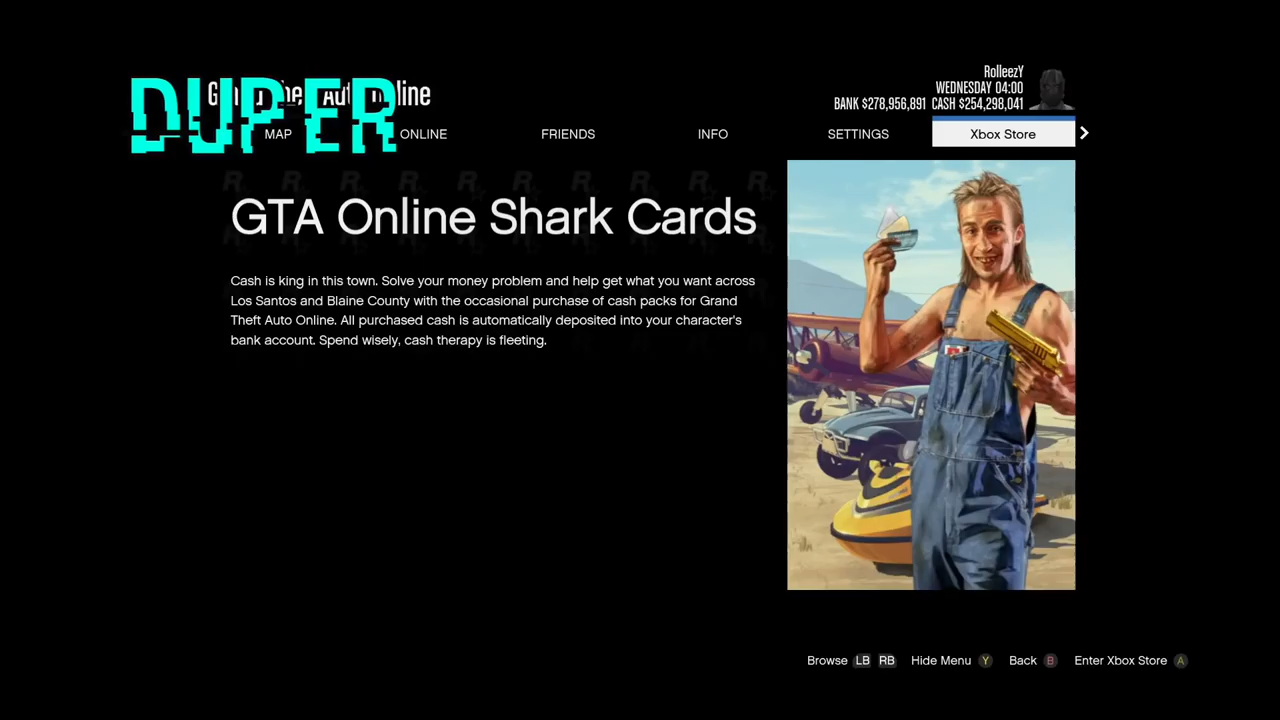 DUPER
Grand Theft Auto Online
RolleezY
WEDNESDAY 04:00
BANK $278,956,891 CASH $254,298,041
MAP ONLINE FRIENDS INFO SETTINGS Xbox Store
GTA Online Shark Cards
Cash is king in this town. Solve your money problem and help get what you want across
Los Santos and Blaine County with the occasional purchase of cash packs for Grand
Theft Auto Online. All purchased cash is automatically deposited into your character's
bank account. Spend wisely, cash therapy is fleeting.
Browse LB RB Hide Menu Y Back B Enter Xbox Store A